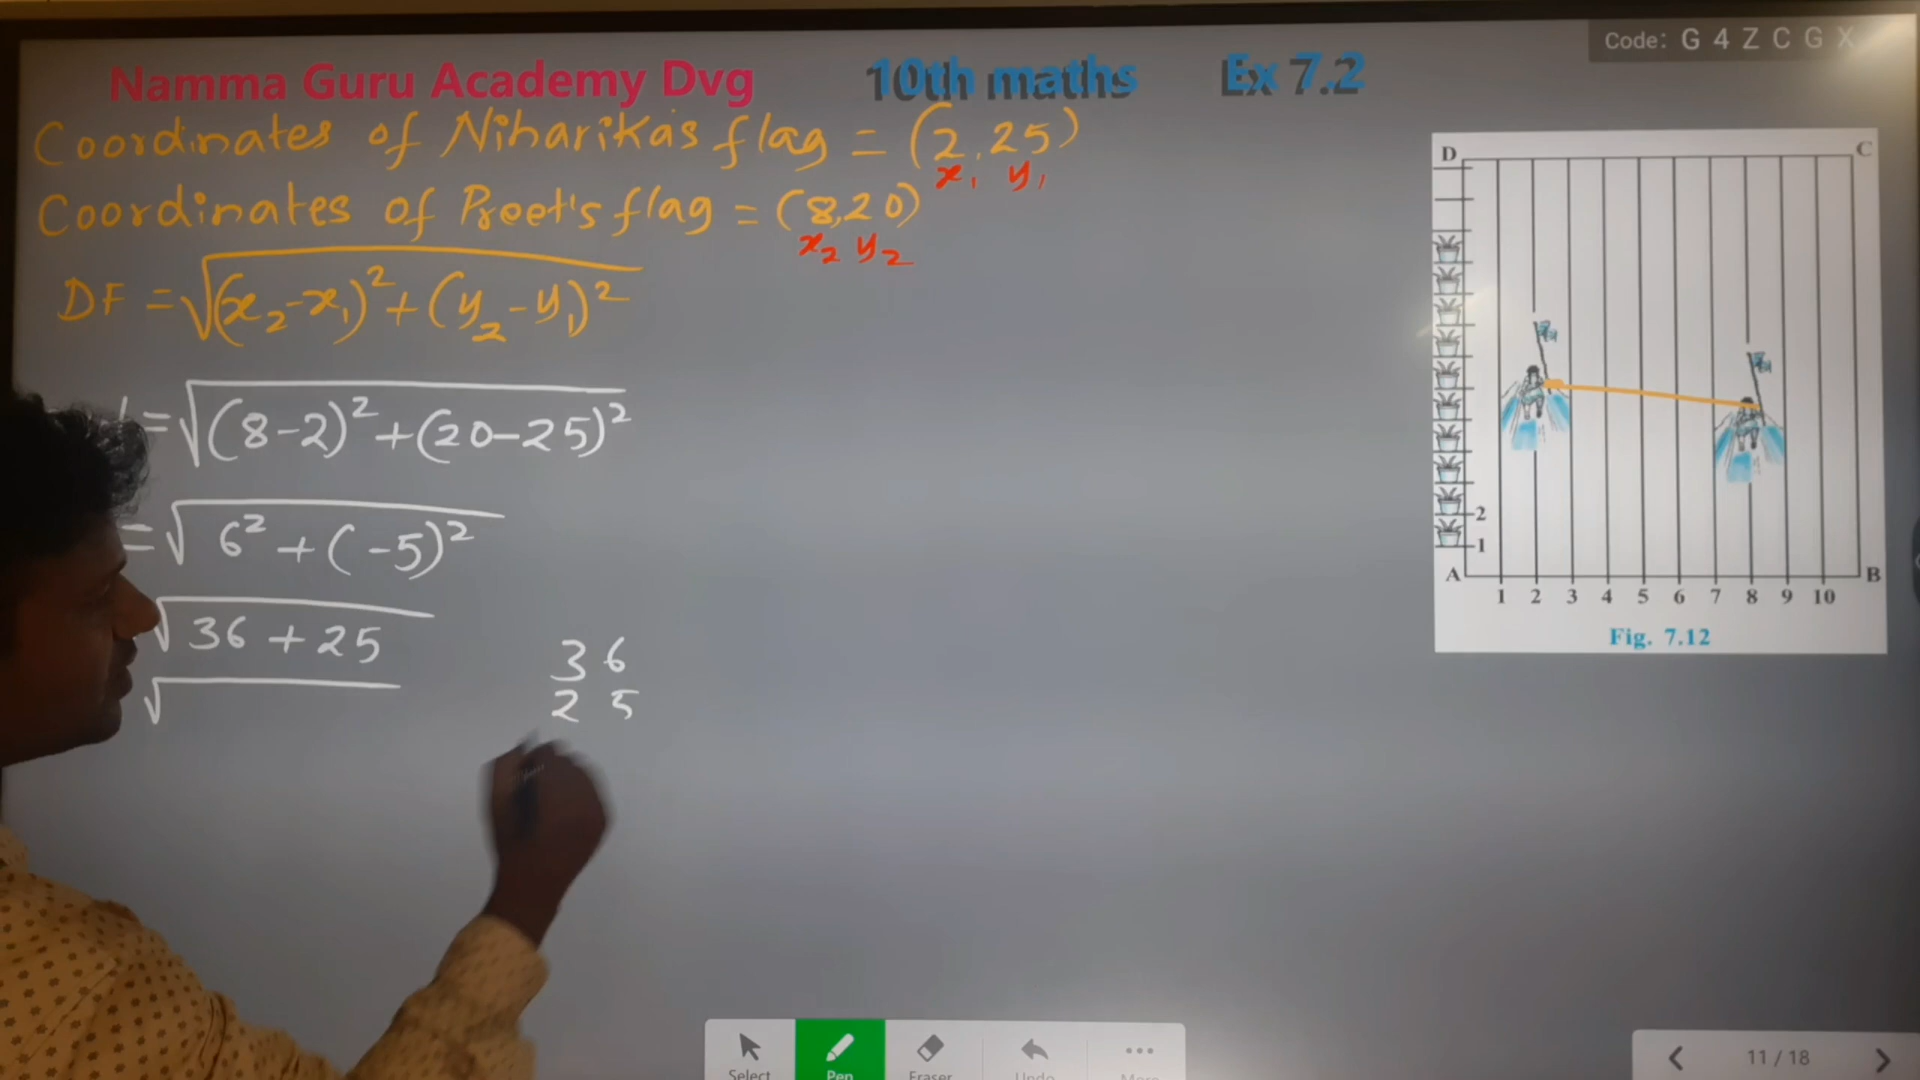 Code: G 4 Z C G X
Namma Guru Academy Dvg 10th maths Ex 7.2
Coordinates of Niharika's flag = (2,25)
x₁ y₁
Coordinates of Preet's flag = (8,20)
x₂ y₂
DF = √(x₂-x₁)²+(y₂-y₁)²
=√(8-2)²+(20-25)²
=√6²+(-5)²
√36+25
√
36
25
D C
2
1
A B
1 2 3 4 5 6 7 8 9 10
Fig. 7.12
Select Pen Eraser Undo More
11 / 18